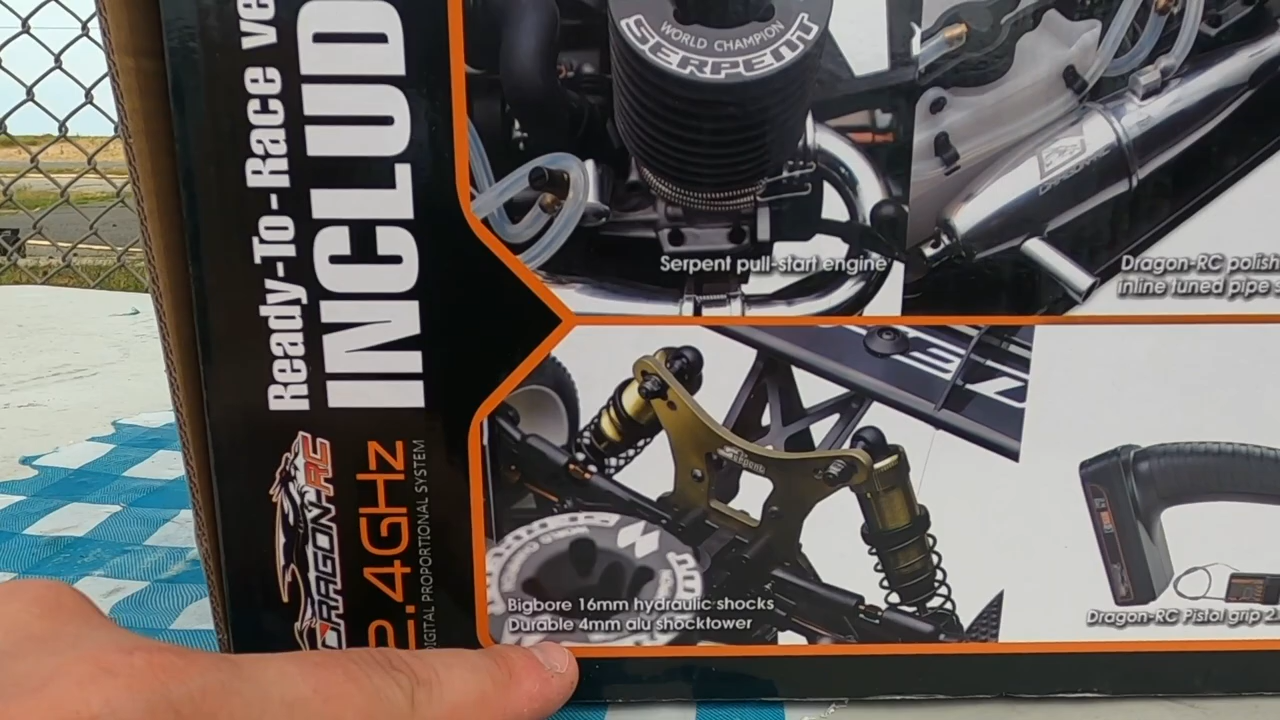 Ready-To-Race
INCLUD
DRAGON-RC
2.4GHz
DIGITAL PROPORTIONAL SYSTEM
WORLD CHAMPION
SERPENT
Serpent pull-start engine
Dragon-RC polish
inline tuned pipe s
Serpent
Bigbore 16mm hydraulic shocks
Durable 4mm alu shocktower
Dragon-RC Pistol grip 2.